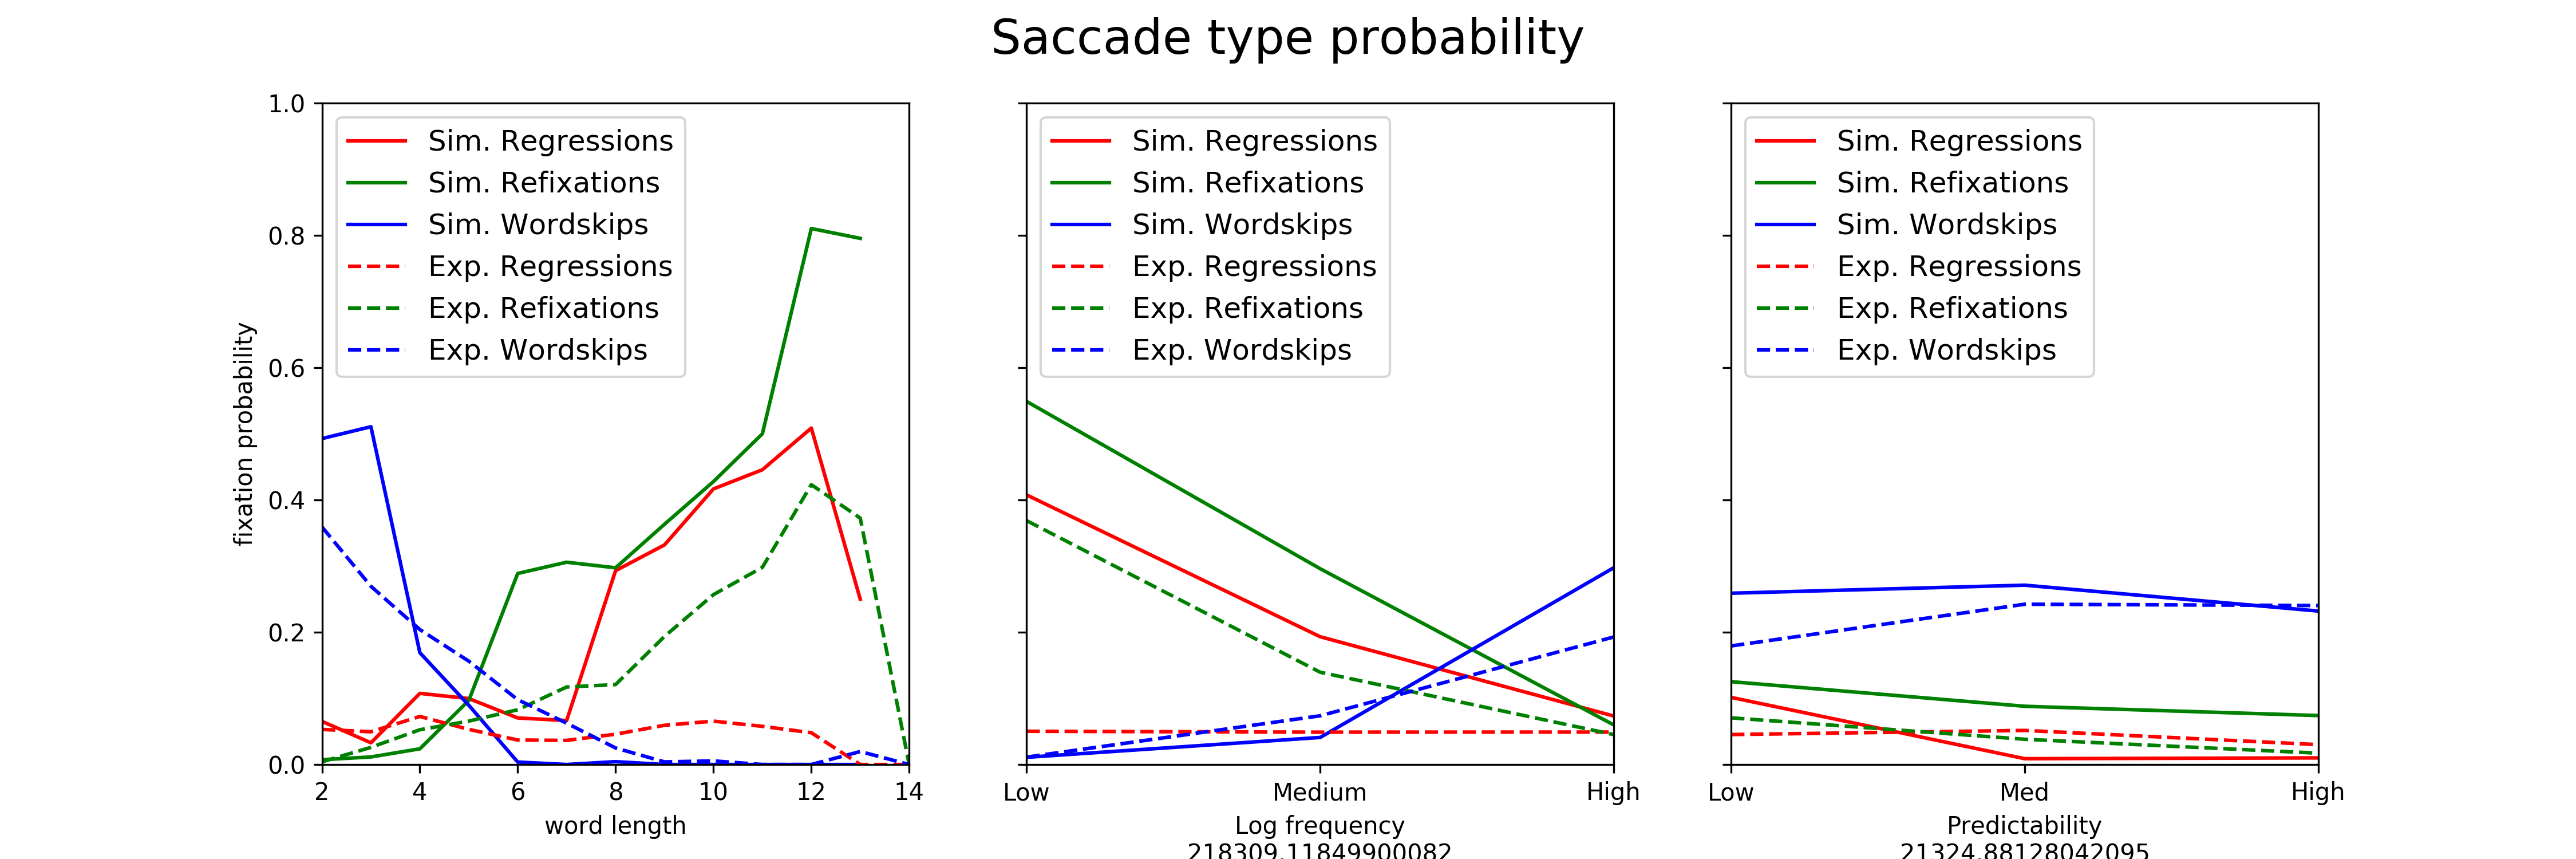 Saccade type probability
fixation probability
1.0
0.8
0.6
0.4
0.2
0.0
Sim. Regressions
Sim. Refixations
Sim. Wordskips
Exp. Regressions
Exp. Refixations
Exp. Wordskips
2 4 6 8 10 12 14
word length
Sim. Regressions
Sim. Refixations
Sim. Wordskips
Exp. Regressions
Exp. Refixations
Exp. Wordskips
Low Medium High
Log frequency
218309.11849900082
Sim. Regressions
Sim. Refixations
Sim. Wordskips
Exp. Regressions
Exp. Refixations
Exp. Wordskips
Low Med High
Predictability
21324.88128042095